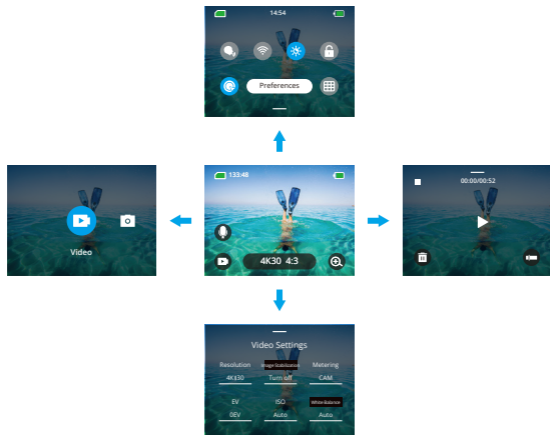 14:54
Preferences
Video
133:48
4K30 4:3
00:00/00:52
Video Settings
Resolution Image Stabilization Metering
4K@30 Turn off CAM
EV ISO White Balance
0EV Auto Auto